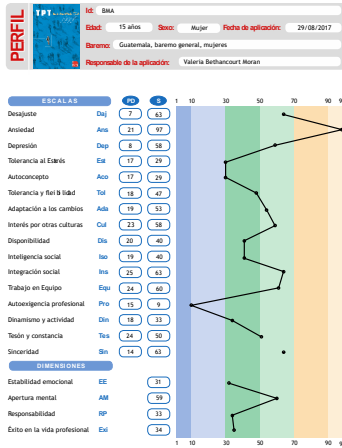 PERFIL
TPT
Id: BMA
Edad: 15 años Sexo: Mujer Fecha de aplicación: 29/08/2017
Baremo: Guatemala, baremo general, mujeres
Responsable de la aplicación: Valeria Bethancourt Moran
ESCALAS PD S 1 10 30 50 70 90 9
Desajuste Daj 7 63
Ansiedad Ans 21 97
Depresión Dep 8 58
Tolerancia al Estrés Est 17 29
Autoconcepto Aco 17 29
Tolerancia y flexibilidad Tol 18 47
Adaptación a los cambios Ada 19 53
Interés por otras culturas Cul 23 58
Disponibilidad Dis 20 40
Inteligencia social Iso 19 40
Integración social Ins 25 63
Trabajo en Equipo Equ 24 60
Autoexigencia profesional Pro 15 9
Dinamismo y actividad Din 18 33
Tesón y constancia Tes 24 50
Sinceridad Sin 14 63
DIMENSIONES
Estabilidad emocional EE 31
Apertura mental AM 59
Responsabilidad RP 33
Éxito en la vida profesional Exi 34
1 10 30 50 70 90 9